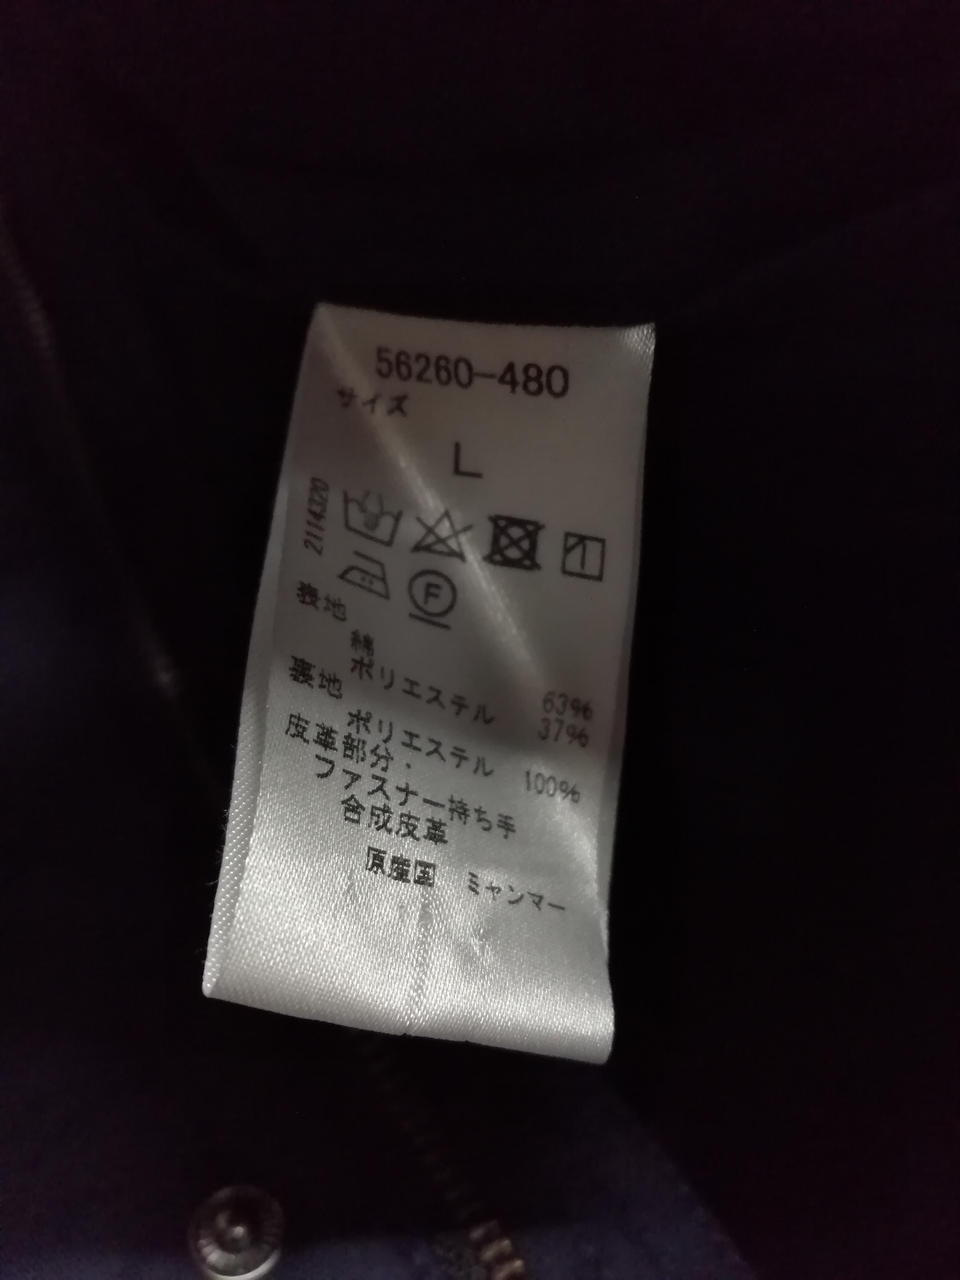 56260-480
サイズ
L
2114320
F
表地
綿 63%
ポリエステル 37%
裏地
ポリエステル 100%
皮革部分・
ファスナー持ち手
合成皮革
原産国 ミャンマー